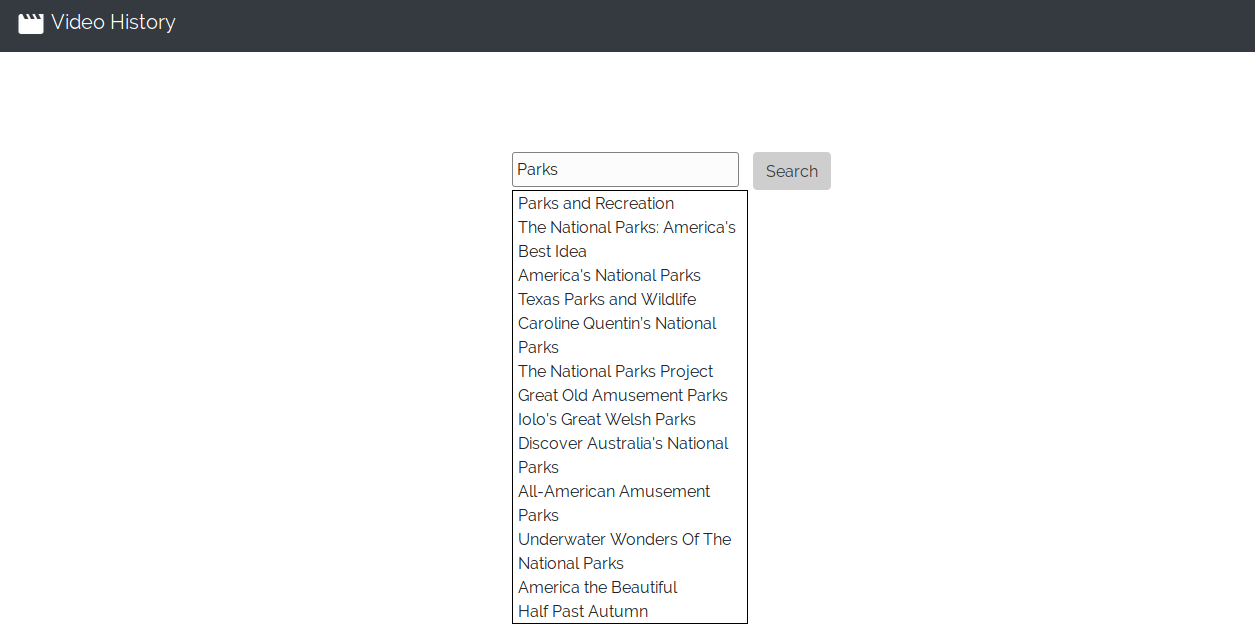 Video History
Parks
Search
Parks and Recreation
The National Parks: America's
Best Idea
America's National Parks
Texas Parks and Wildlife
Caroline Quentin's National
Parks
The National Parks Project
Great Old Amusement Parks
Iolo's Great Welsh Parks
Discover Australia's National
Parks
All-American Amusement
Parks
Underwater Wonders Of The
National Parks
America the Beautiful
Half Past Autumn